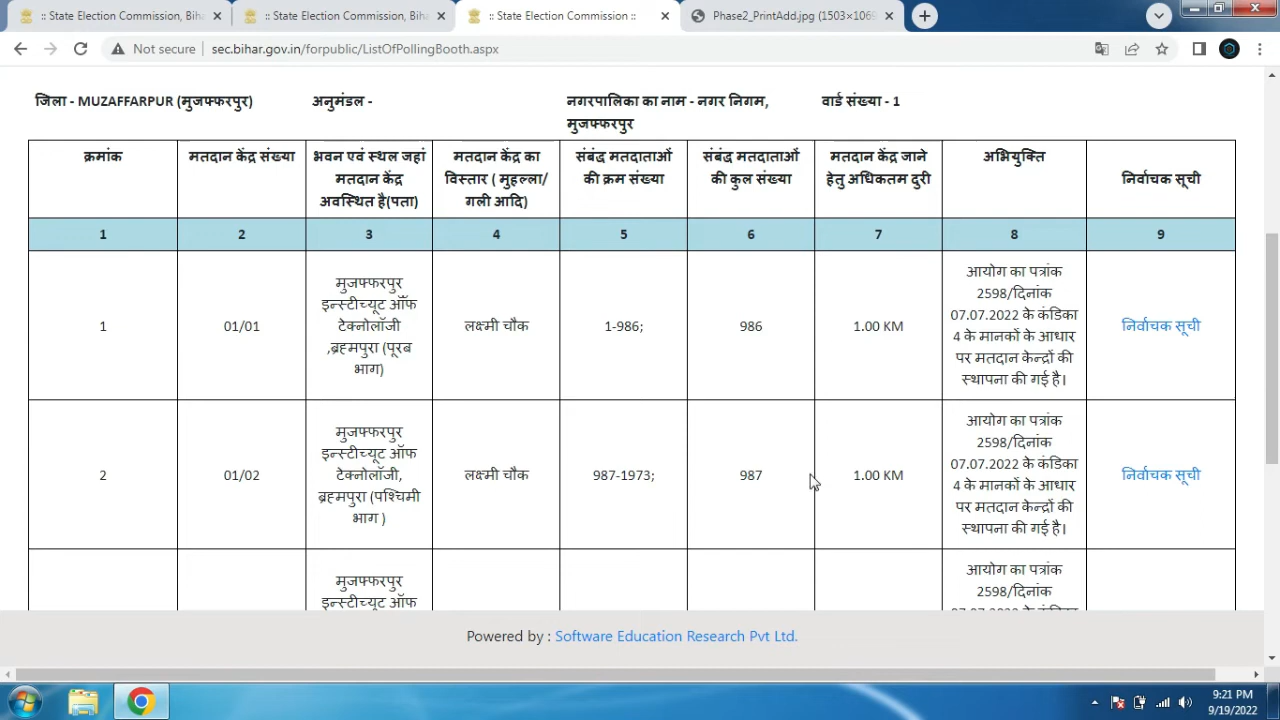 :: State Election Commission, Bi
:: State Election Commission, Bihar
:: State Election Commission ::
Phase2_PrintAdd.jpg (1503×1069
Not secure
sec.bihar.gov.in/forpublic/ListOfPollingBooth.aspx
जिला - MUZAFFARPUR (मुजफ्फरपुर)
अनुमंडल -
नगरपालिका का नाम - नगर निगम,
मुजफ्फरपुर
वार्ड संख्या - 1
क्रमांक
मतदान केंद्र संख्या
भवन एवं स्थल जहां
मतदान केंद्र
अवस्थित है(पता)
मतदान केंद्र का
विस्तार ( मुहल्ला/
गली आदि)
संबंद्ध मतदाताओं
की क्रम संख्या
संबंद्ध मतदाताओं
की कुल संख्या
मतदान केंद्र जाने
हेतु अधिकतम दुरी
अभियुक्ति
निर्वाचक सूची
1
2
3
4
5
6
7
8
9
1
01/01
मुजफ्फरपुर
इन्स्टीच्यूट ऑॅफ
टेक्नोलॉजी
,ब्रह्मपुरा (पूरब
भाग)
लक्ष्मी चौक
1-986;
986
1.00 KM
आयोग का पत्रांक
2598/दिनांक
07.07.2022 के कंडिका
4 के मानकों के आधार
पर मतदान केन्द्रों की
स्थापना की गई है।
निर्वाचक सूची
2
01/02
मुजफ्फरपुर
इन्स्टीच्यूट ऑफ
टेक्नोलॉजी,
ब्रह्मपुरा (पश्चिमी
भाग )
लक्ष्मी चौक
987-1973;
987
1.00 KM
आयोग का पत्रांक
2598/दिनांक
07.07.2022 के कंडिका
4 के मानकों के आधार
पर मतदान केन्द्रों की
स्थापना की गई है।
निर्वाचक सूची
मुजफ्फरपुर
इन्स्टीच्यूट ऑफ
आयोग का पत्रांक
2598/दिनांक
Powered by : Software Education Research Pvt Ltd.
9:21 PM
9/19/2022